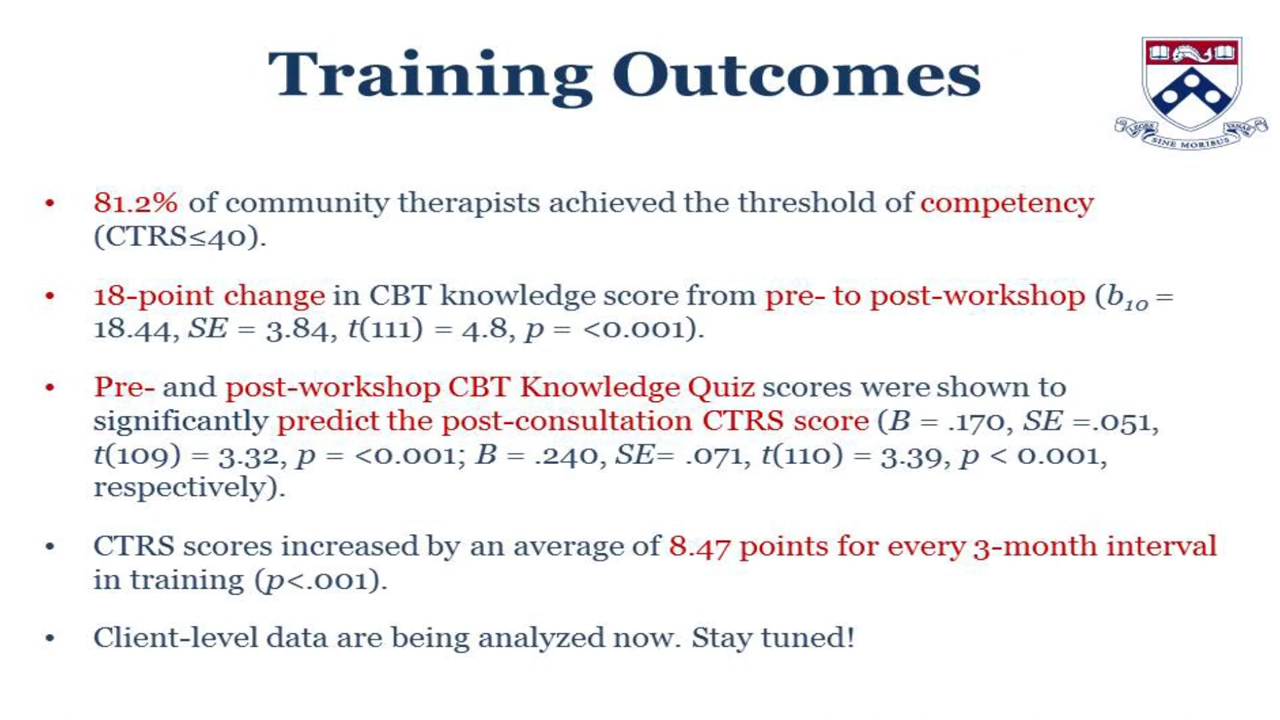 Training Outcomes
LEGES SINE MORIBUS VANAE
• 81.2% of community therapists achieved the threshold of competency
(CTRS≤40).
• 18-point change in CBT knowledge score from pre- to post-workshop (b10 =
18.44, SE = 3.84, t(111) = 4.8, p = <0.001).
• Pre- and post-workshop CBT Knowledge Quiz scores were shown to
significantly predict the post-consultation CTRS score (B = .170, SE =.051,
t(109) = 3.32, p = <0.001; B = .240, SE= .071, t(110) = 3.39, p < 0.001,
respectively).
• CTRS scores increased by an average of 8.47 points for every 3-month interval
in training (p<.001).
• Client-level data are being analyzed now. Stay tuned!